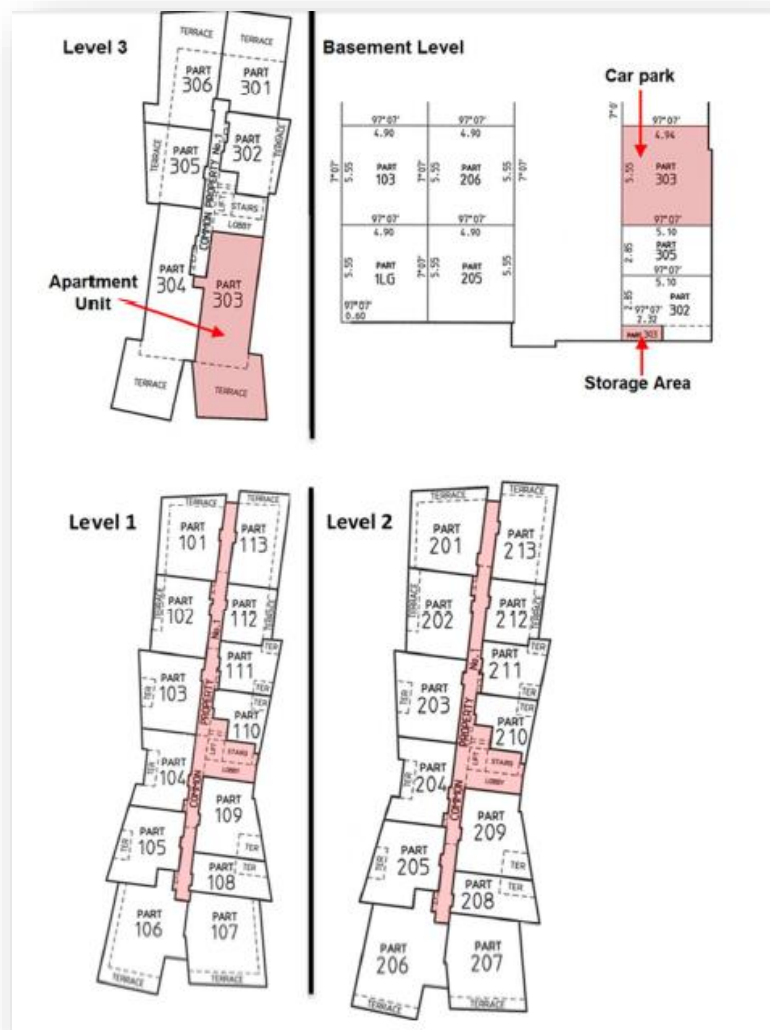 Level 3
TERRACE
TERRACE
PART
306
PART
301
PART
302
TERRACE
TERRACE
PART
305
COMMON PROPERTY No.1
LIFT
STAIRS
LOBBY
PART
304
PART
303
Apartment
Unit
TERRACE
TERRACE
Basement Level
Car park
97°07'
4.90
97°07'
4.90
7°0'
97°07'
4.94
7°07'
5.55
PART
103
7°07'
5.55
PART
206
5.55
7°07'
5.55
PART
303
97°07'
4.90
97°07'
4.90
97°07'
5.10
2.85
PART
305
97°07'
5.10
5.55
PART
1LG
7°07'
5.55
PART
205
5.55
2.85
PART
302
97°07'
2.32
97°07'
0.60
PART 303
Storage Area
Level 1
TERRACE
TERRACE
PART
101
PART
113
TERRACE
PART
102
PART
112
TERRACE
TER
PART
111
TER
TER
PART
103
TER
PART
110
COMMON PROPERTY No.1
LIFT
STAIRS
LOBBY
TER
PART
104
PART
109
TER
TER
PART
105
PART
108
TER
PART
106
PART
107
TERRACE
TERRACE
Level 2
TERRACE
TERRACE
PART
201
PART
213
TERRACE
PART
202
PART
212
TERRACE
TER
PART
211
TER
TER
PART
203
TER
PART
210
COMMON PROPERTY No.1
LIFT
STAIRS
LOBBY
TER
PART
204
PART
209
TER
TER
PART
205
PART
208
TER
PART
206
PART
207
TERRACE
TERRACE